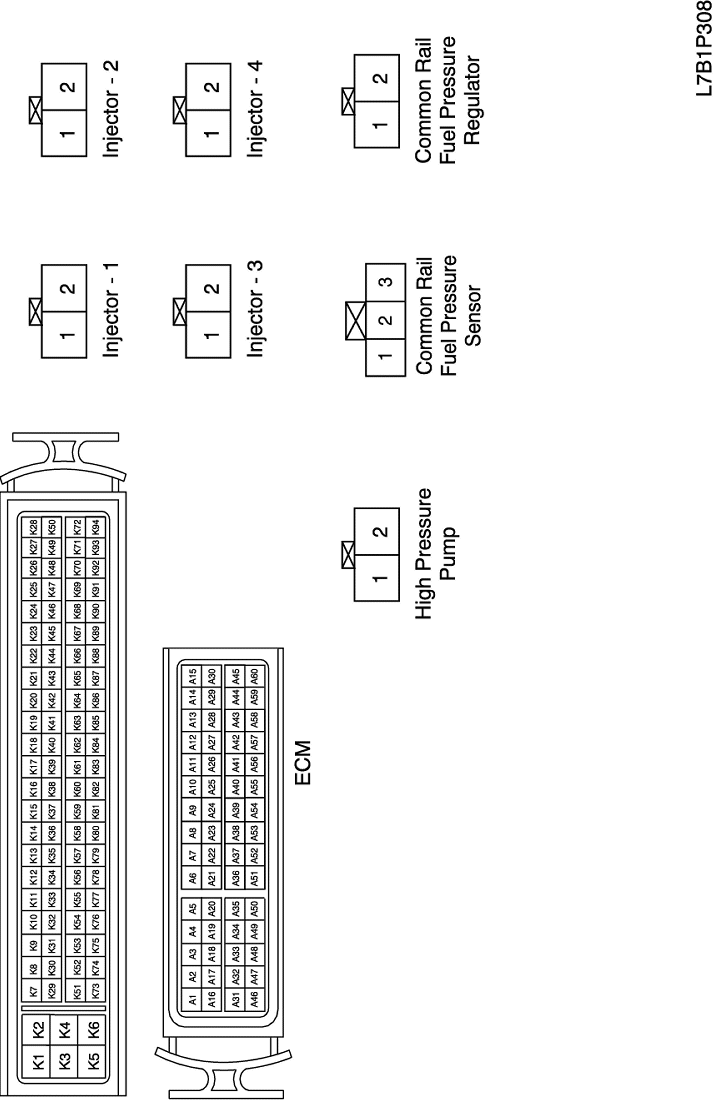 K1 K2
K3 K4
K5 K6
K7 K8 K9 K10 K11 K12 K13 K14 K15 K16 K17 K18 K19 K20 K21 K22 K23 K24 K25 K26 K27 K28
K29 K30 K31 K32 K33 K34 K35 K36 K37 K38 K39 K40 K41 K42 K43 K44 K45 K46 K47 K48 K49 K50
K51 K52 K53 K54 K55 K56 K57 K58 K59 K60 K61 K62 K63 K64 K65 K66 K67 K68 K69 K70 K71 K72
K73 K74 K75 K76 K77 K78 K79 K80 K81 K82 K83 K84 K85 K86 K87 K88 K89 K90 K91 K92 K93 K94
1 2
Injector - 1
1 2
Injector - 2
A1 A2 A3 A4 A5 A6 A7 A8 A9 A10 A11 A12 A13 A14 A15
A16 A17 A18 A19 A20 A21 A22 A23 A24 A25 A26 A27 A28 A29 A30
A31 A32 A33 A34 A35 A36 A37 A38 A39 A40 A41 A42 A43 A44 A45
A46 A47 A48 A49 A50 A51 A52 A53 A54 A55 A56 A57 A58 A59 A60
ECM
1 2
Injector - 3
1 2
Injector - 4
1 2
High Pressure
Pump
1 2 3
Common Rail
Fuel Pressure
Sensor
1 2
Common Rail
Fuel Pressure
Regulator
L7B1P308